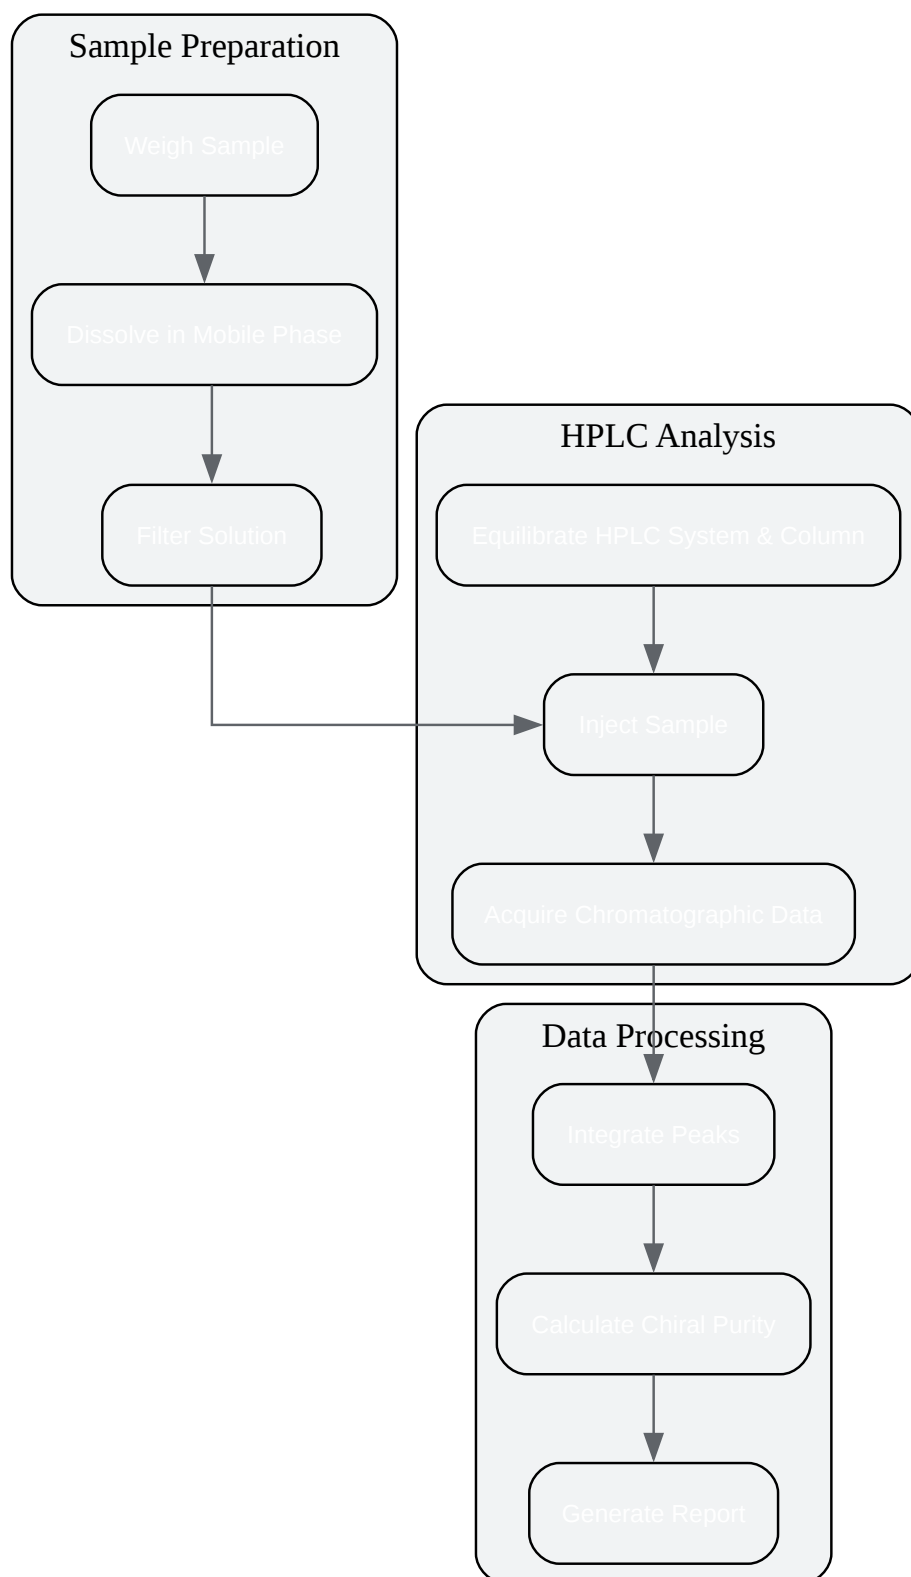 Sample Preparation
Weigh Sample
Dissolve in Mobile Phase
Filter Solution
HPLC Analysis
Equilibrate HPLC System & Column
Inject Sample
Acquire Chromatographic Data
Data Processing
Integrate Peaks
Calculate Chiral Purity
Generate Report